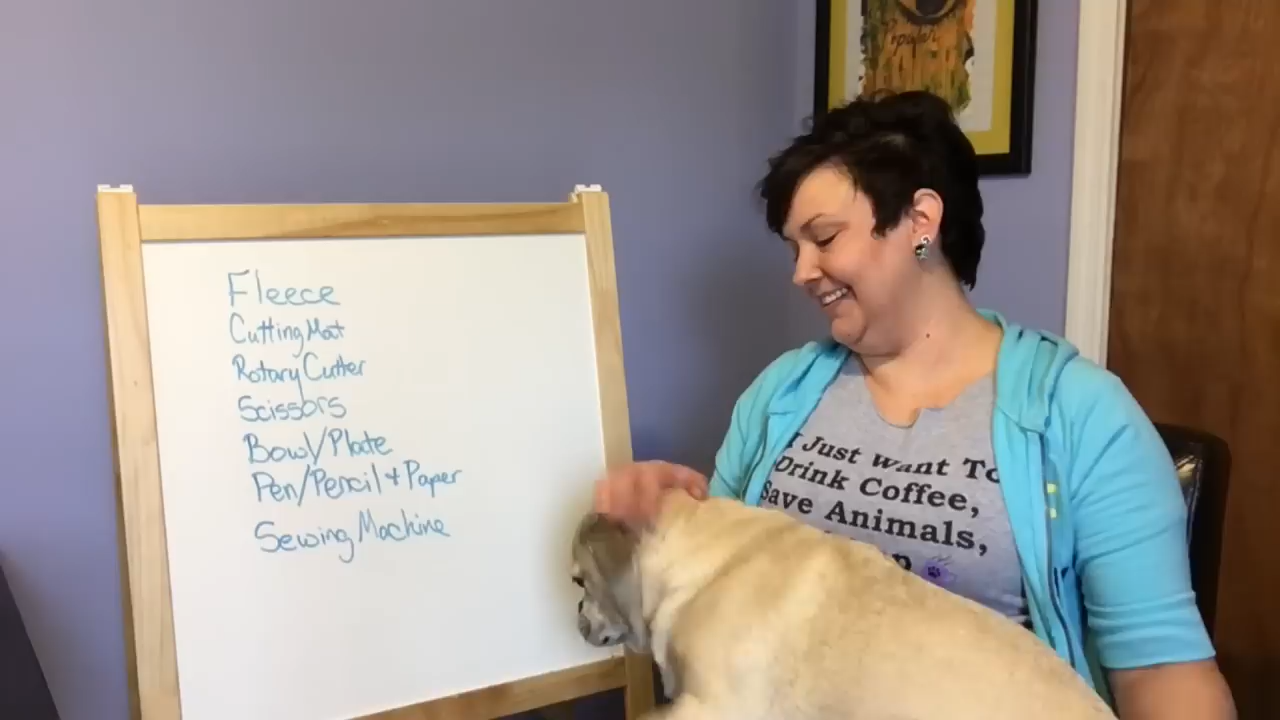 Fleece
Cutting Mat
Rotary Cutter
Scissors
Bowl/Plate
Pen/Pencil & Paper
Sewing Machine
Popular
I Just Want To
Drink Coffee,
Save Animals,